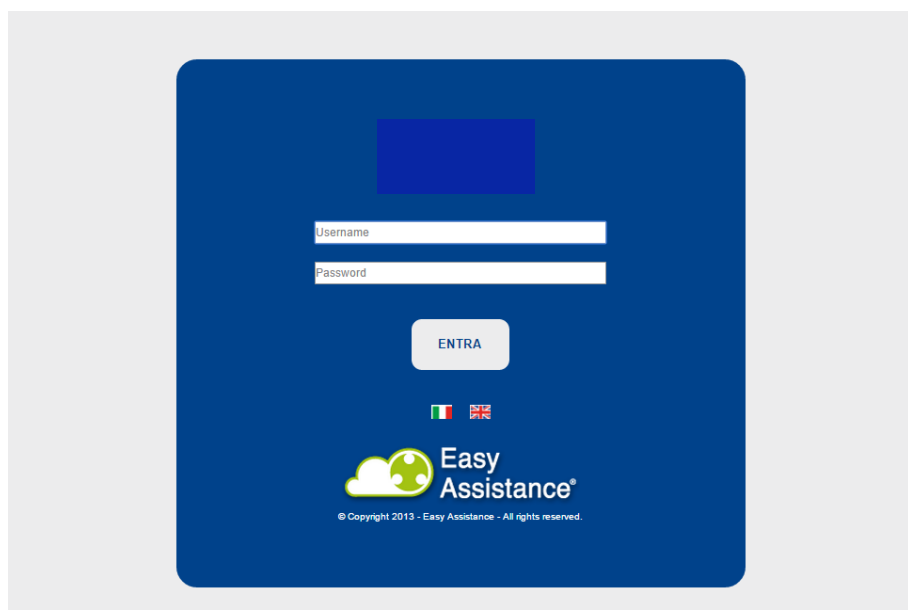 Username
Password
ENTRA
Easy
Assistance®
© Copyright 2013 - Easy Assistance - All rights reserved.